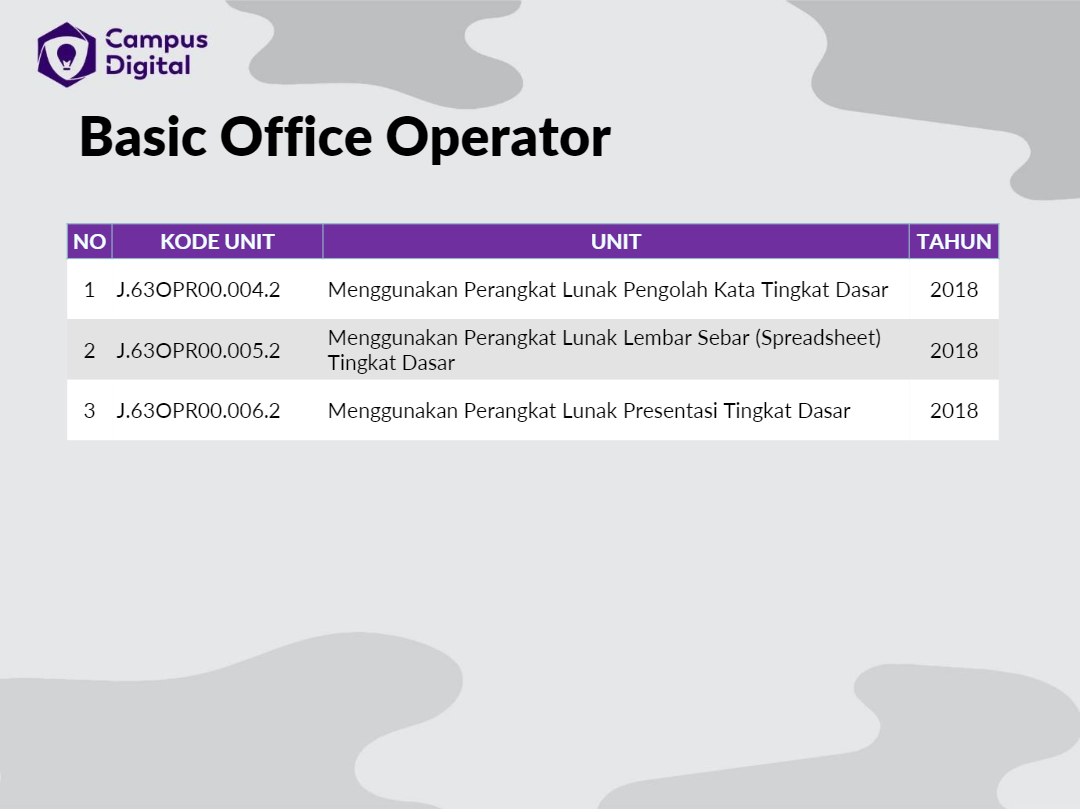 Campus
Digital
Basic Office Operator
NO KODE UNIT UNIT TAHUN
1 J.63OPR00.004.2 Menggunakan Perangkat Lunak Pengolah Kata Tingkat Dasar 2018
2 J.63OPR00.005.2 Menggunakan Perangkat Lunak Lembar Sebar (Spreadsheet)
Tingkat Dasar 2018
3 J.63OPR00.006.2 Menggunakan Perangkat Lunak Presentasi Tingkat Dasar 2018